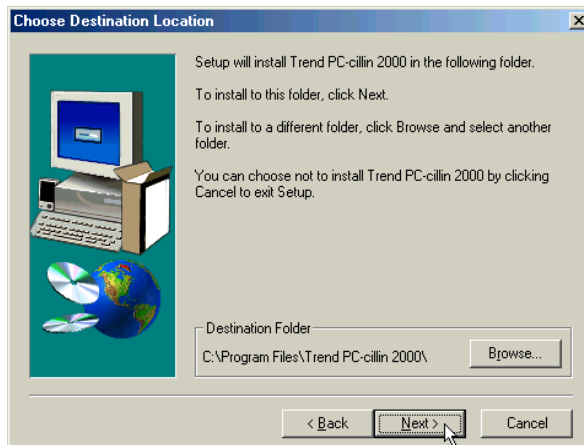 Choose Destination Location
Setup will install Trend PC-cillin 2000 in the following folder.
To install to this folder, click Next.
To install to a different folder, click Browse and select another
folder.
You can choose not to install Trend PC-cillin 2000 by clicking
Cancel to exit Setup.
Destination Folder
C:\Program Files\Trend PC-cillin 2000\
Browse...
< Back
Next >
Cancel